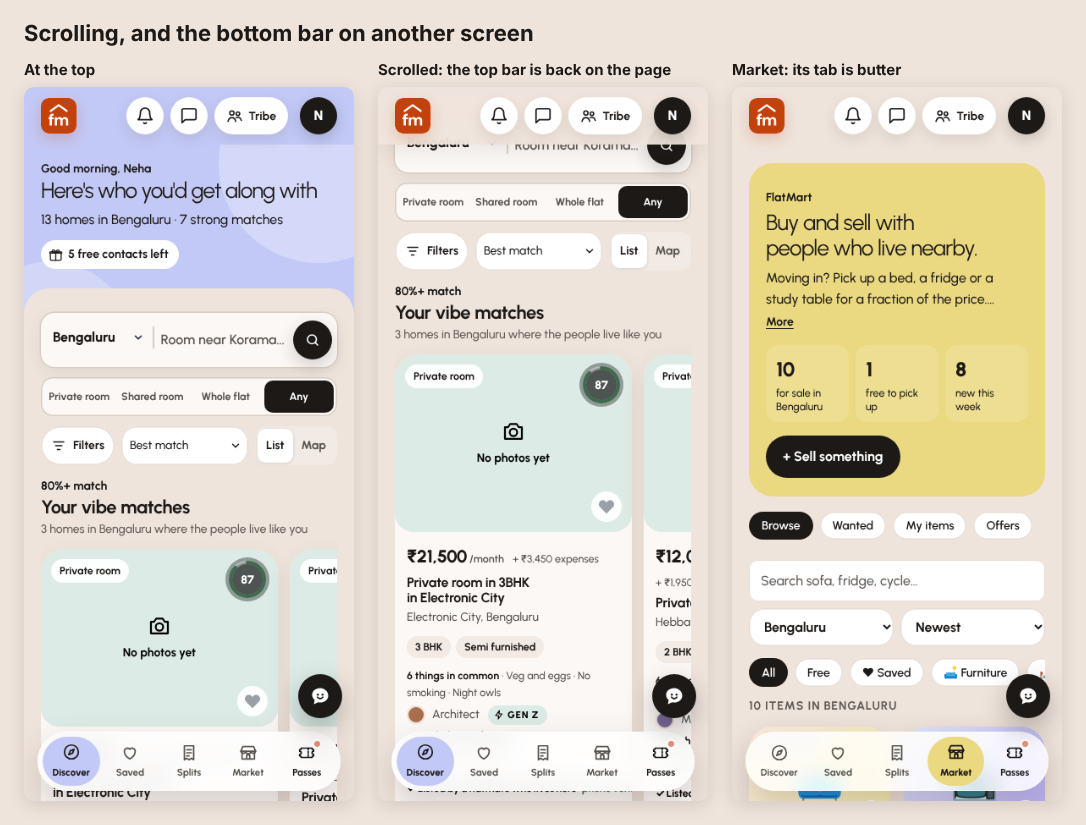 Scrolling, and the bottom bar on another screen
At the top
fm
Tribe
N
Good morning, Neha
Here's who you'd get along with
13 homes in Bengaluru · 7 strong matches
5 free contacts left
Bengaluru
Room near Korama...
Private room
Shared room
Whole flat
Any
Filters
Best match
List
Map
80%+ match
Your vibe matches
3 homes in Bengaluru where the people live like you
Private room
87
No photos yet
Discover
Saved
Splits
Market
Passes
in Electronic City
Scrolled: the top bar is back on the page
fm
Tribe
N
Bengaluru
Room near Korama...
Private room
Shared room
Whole flat
Any
Filters
Best match
List
Map
80%+ match
Your vibe matches
3 homes in Bengaluru where the people live like you
Private room
87
No photos yet
₹21,500 /month + ₹3,450 expenses
Private room in 3BHK
in Electronic City
Electronic City, Bengaluru
3 BHK
Semi furnished
6 things in common · Veg and eggs · No
smoking · Night owls
Architect
GEN Z
+ ₹1,950
2 BHK
Discover
Saved
Splits
Market
Passes
Market: its tab is butter
fm
Tribe
N
FlatMart
Buy and sell with
people who live nearby.
Moving in? Pick up a bed, a fridge or a
study table for a fraction of the price....
More
10
for sale in
Bengaluru
1
free to pick
up
8
new this
week
+ Sell something
Browse
Wanted
My items
Offers
Search sofa, fridge, cycle...
Bengaluru
Newest
All
Free
Saved
Furniture
10 ITEMS IN BENGALURU
Discover
Saved
Splits
Market
Passes